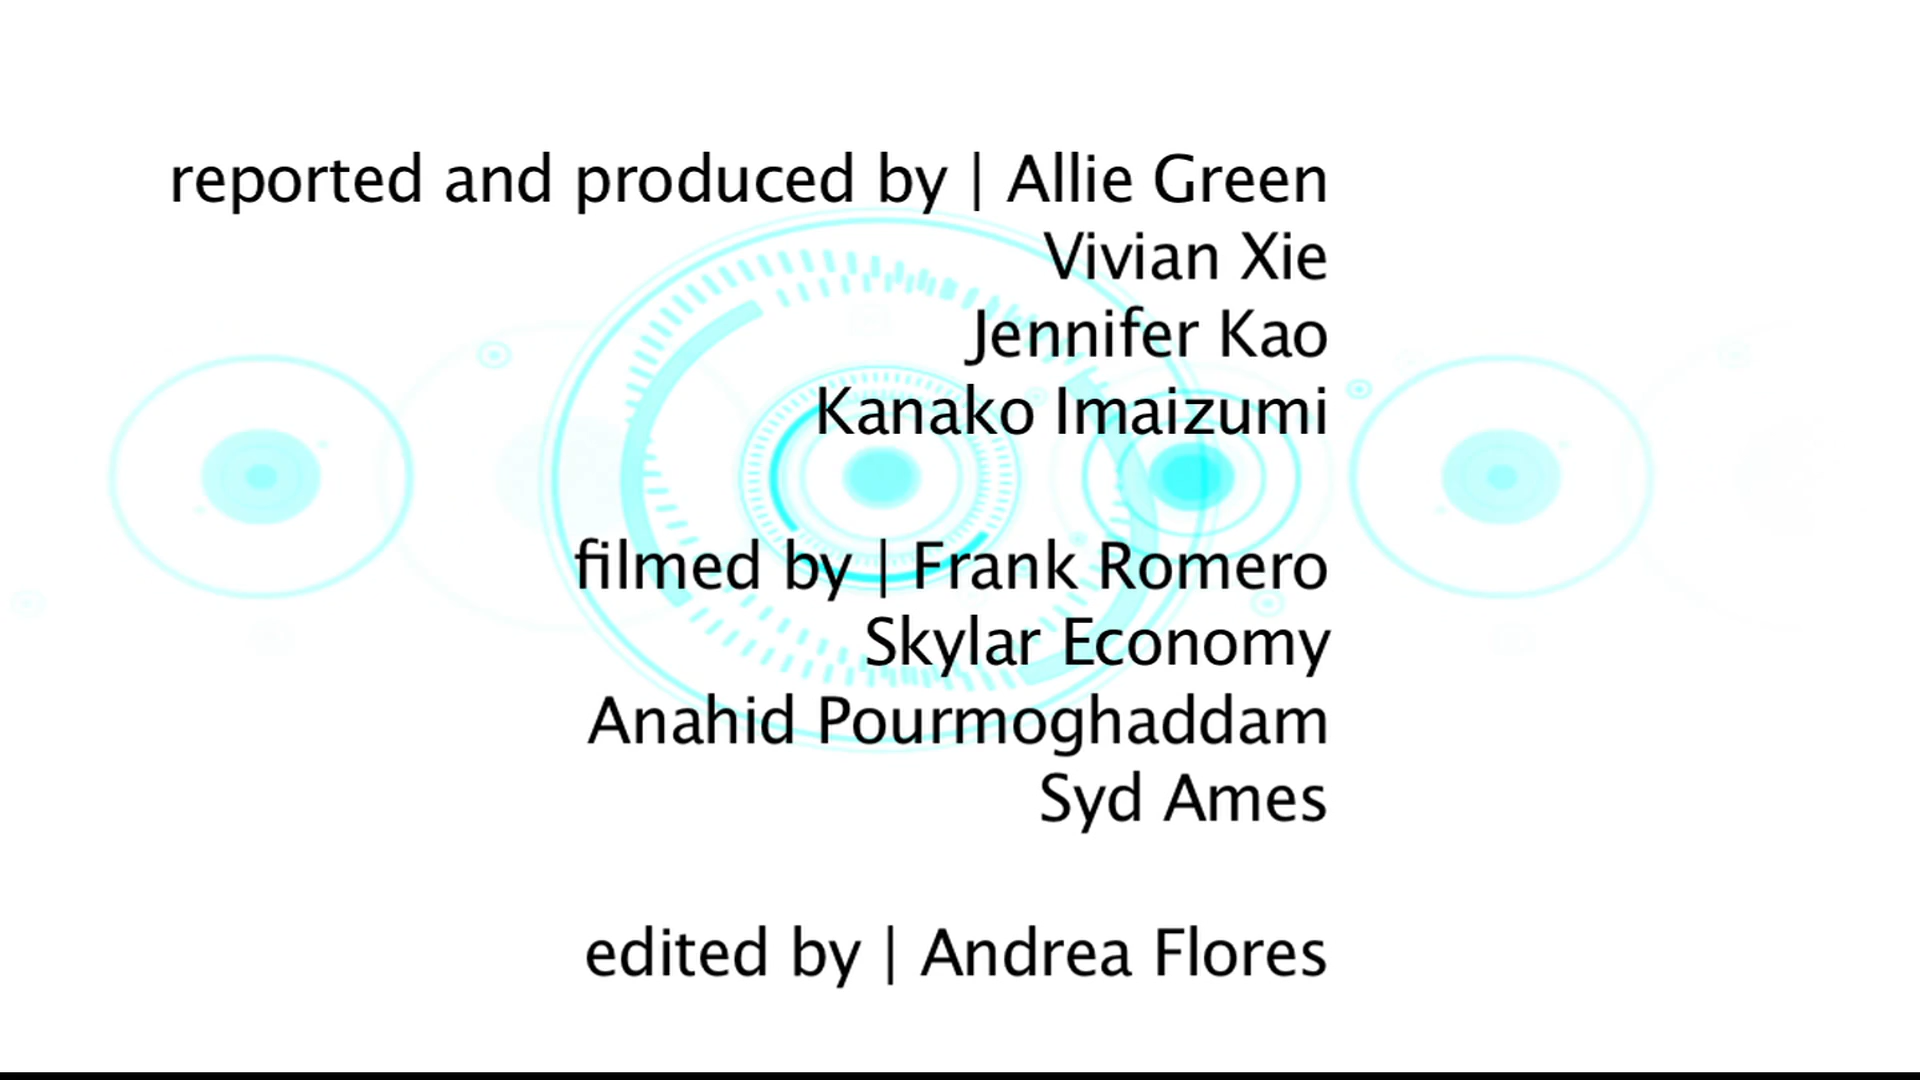 reported and produced by | Allie Green
Vivian Xie
Jennifer Kao
Kanako Imaizumi
filmed by | Frank Romero
Skylar Economy
Anahid Pourmoghaddam
Syd Ames
edited by | Andrea Flores